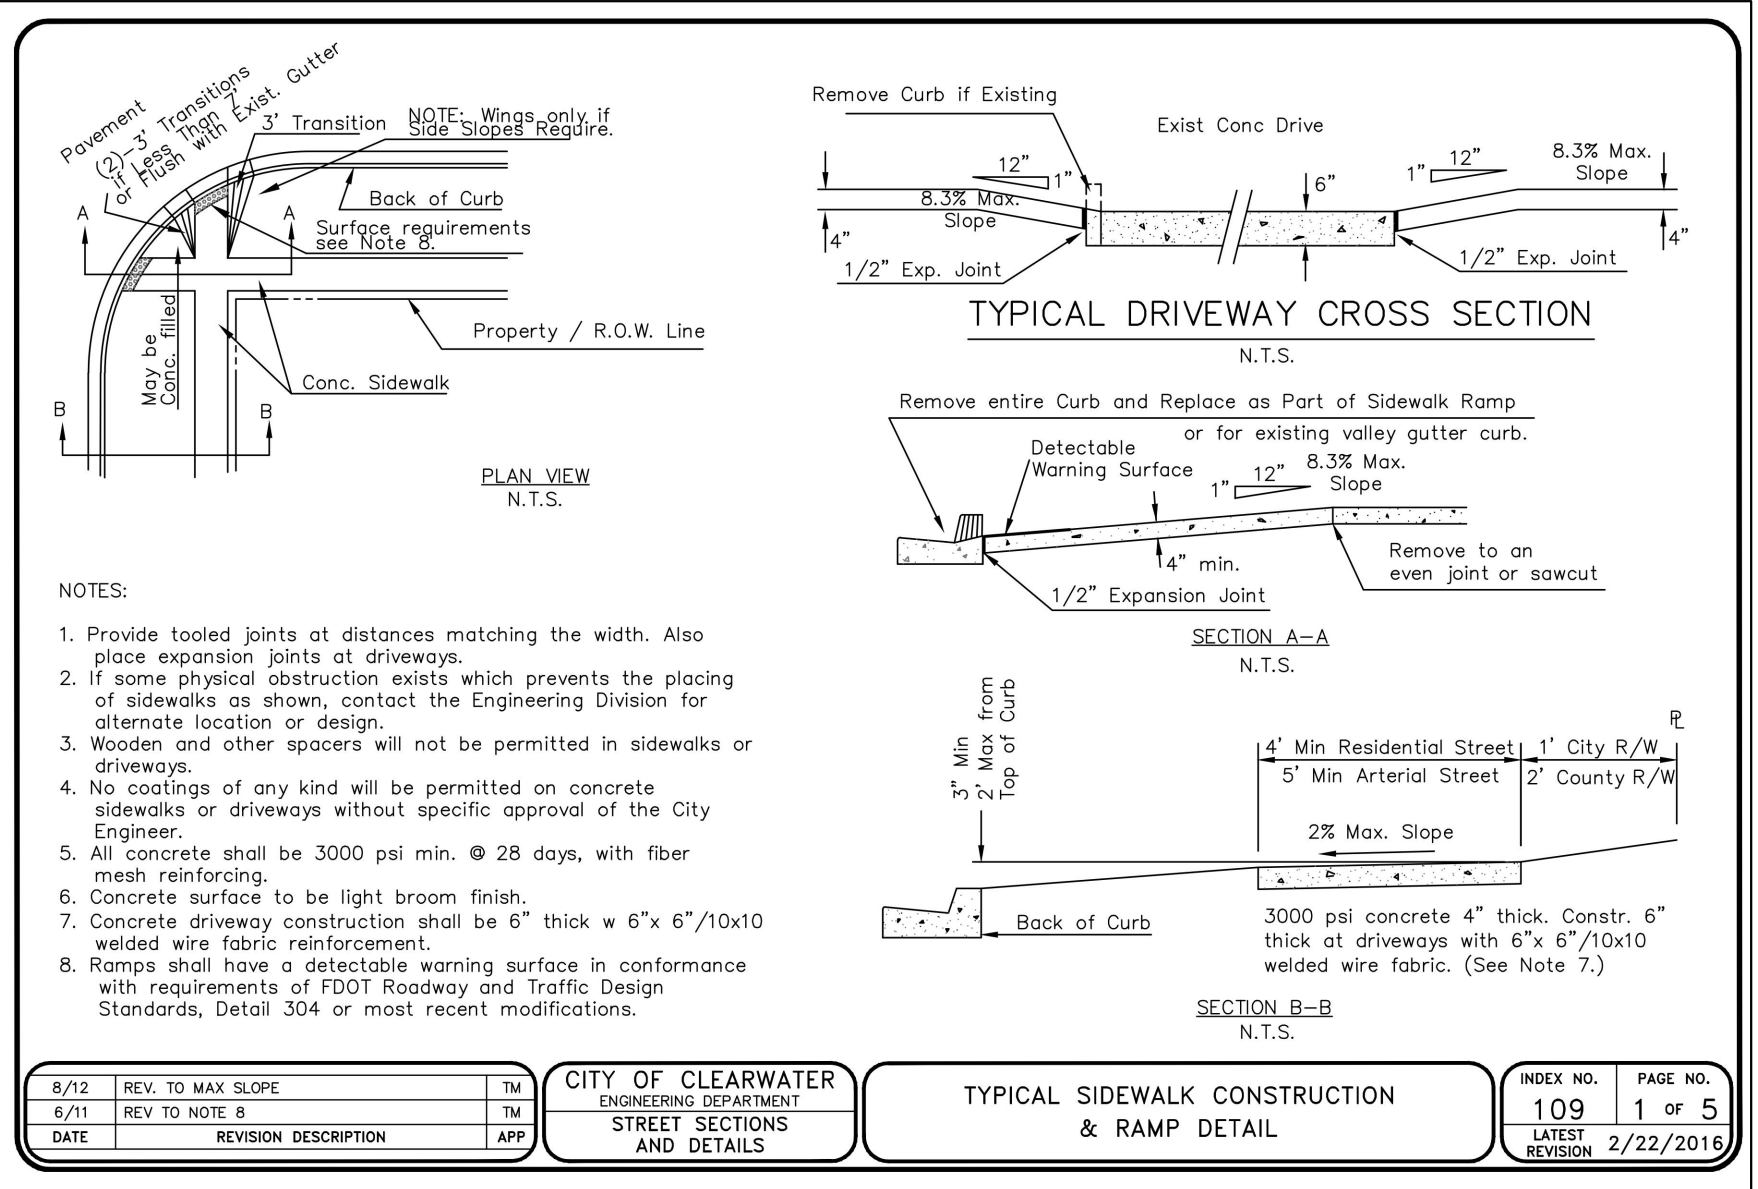 Pavement
(2)-3' Transitions
if Less Than 7'
or Flush with Exist. Gutter
3' Transition
NOTE: Wings only if
Side Slopes Require.
Back of Curb
Surface requirements
see Note 8.
A
A
May be
Conc. filled
Property / R.O.W. Line
Conc. Sidewalk
B
B
PLAN VIEW
N.T.S.
Remove Curb if Existing
Exist Conc Drive
12"
1"
8.3% Max.
Slope
4"
6"
1"
12"
8.3% Max.
Slope
4"
1/2" Exp. Joint
1/2" Exp. Joint
TYPICAL DRIVEWAY CROSS SECTION
N.T.S.
Remove entire Curb and Replace as Part of Sidewalk Ramp
or for existing valley gutter curb.
Detectable
Warning Surface
1"
12"
8.3% Max.
Slope
4" min.
Remove to an
even joint or sawcut
1/2" Expansion Joint
SECTION A-A
N.T.S.
3" Min
2' Max from
Top of Curb
4' Min Residential Street
5' Min Arterial Street
1' City R/W
2' County R/W
PL
2% Max. Slope
Back of Curb
3000 psi concrete 4" thick. Constr. 6"
thick at driveways with 6"x 6"/10x10
welded wire fabric. (See Note 7.)
SECTION B-B
N.T.S.
NOTES:
1. Provide tooled joints at distances matching the width. Also
place expansion joints at driveways.
2. If some physical obstruction exists which prevents the placing
of sidewalks as shown, contact the Engineering Division for
alternate location or design.
3. Wooden and other spacers will not be permitted in sidewalks or
driveways.
4. No coatings of any kind will be permitted on concrete
sidewalks or driveways without specific approval of the City
Engineer.
5. All concrete shall be 3000 psi min. @ 28 days, with fiber
mesh reinforcing.
6. Concrete surface to be light broom finish.
7. Concrete driveway construction shall be 6" thick w 6"x 6"/10x10
welded wire fabric reinforcement.
8. Ramps shall have a detectable warning surface in conformance
with requirements of FDOT Roadway and Traffic Design
Standards, Detail 304 or most recent modifications.
8/12 REV. TO MAX SLOPE TM
6/11 REV TO NOTE 8 TM
DATE REVISION DESCRIPTION APP
CITY OF CLEARWATER
ENGINEERING DEPARTMENT
STREET SECTIONS
AND DETAILS
TYPICAL SIDEWALK CONSTRUCTION
& RAMP DETAIL
INDEX NO.
109
PAGE NO.
1 OF 5
LATEST
REVISION
2/22/2016